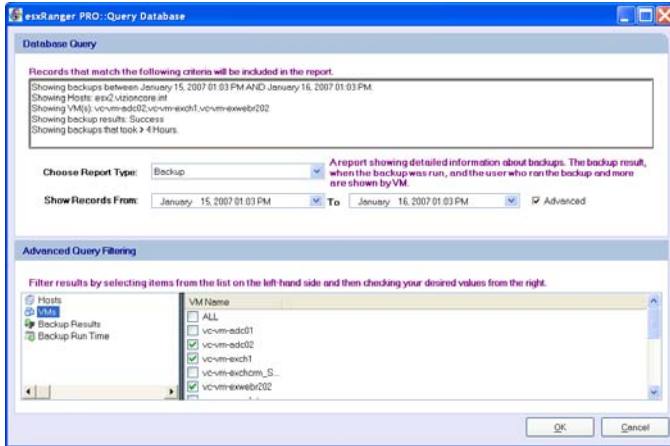 esxRanger PRO::Query Database
Database Query
Records that match the following criteria will be included in the report.
Showing backups between January 15, 2007 01:03 PM AND January 16, 2007 01:03 PM.
Showing Hosts: esx2.vizioncore.int
Showing VM(s): vc-vm-adc02,vc-vm-exch1,vc-vm-exwebr202
Showing backup results: Success
Showing backups that took > 4 Hours.
Choose Report Type: Backup
A report showing detailed information about backups. The backup result, when the backup was run, and the user who ran the backup and more are shown by VM.
Show Records From: January 15, 2007 01:03 PM To January 16, 2007 01:03 PM Advanced
Advanced Query Filtering
Filter results by selecting items from the list on the left-hand side and then checking your desired values from the right.
Hosts
VMs
Backup Results
Backup Run Time
VM Name
ALL
vc-vm-adc01
vc-vm-adc02
vc-vm-exch1
vc-vm-exchcrm_S...
vc-vm-exwebr202
OK Cancel